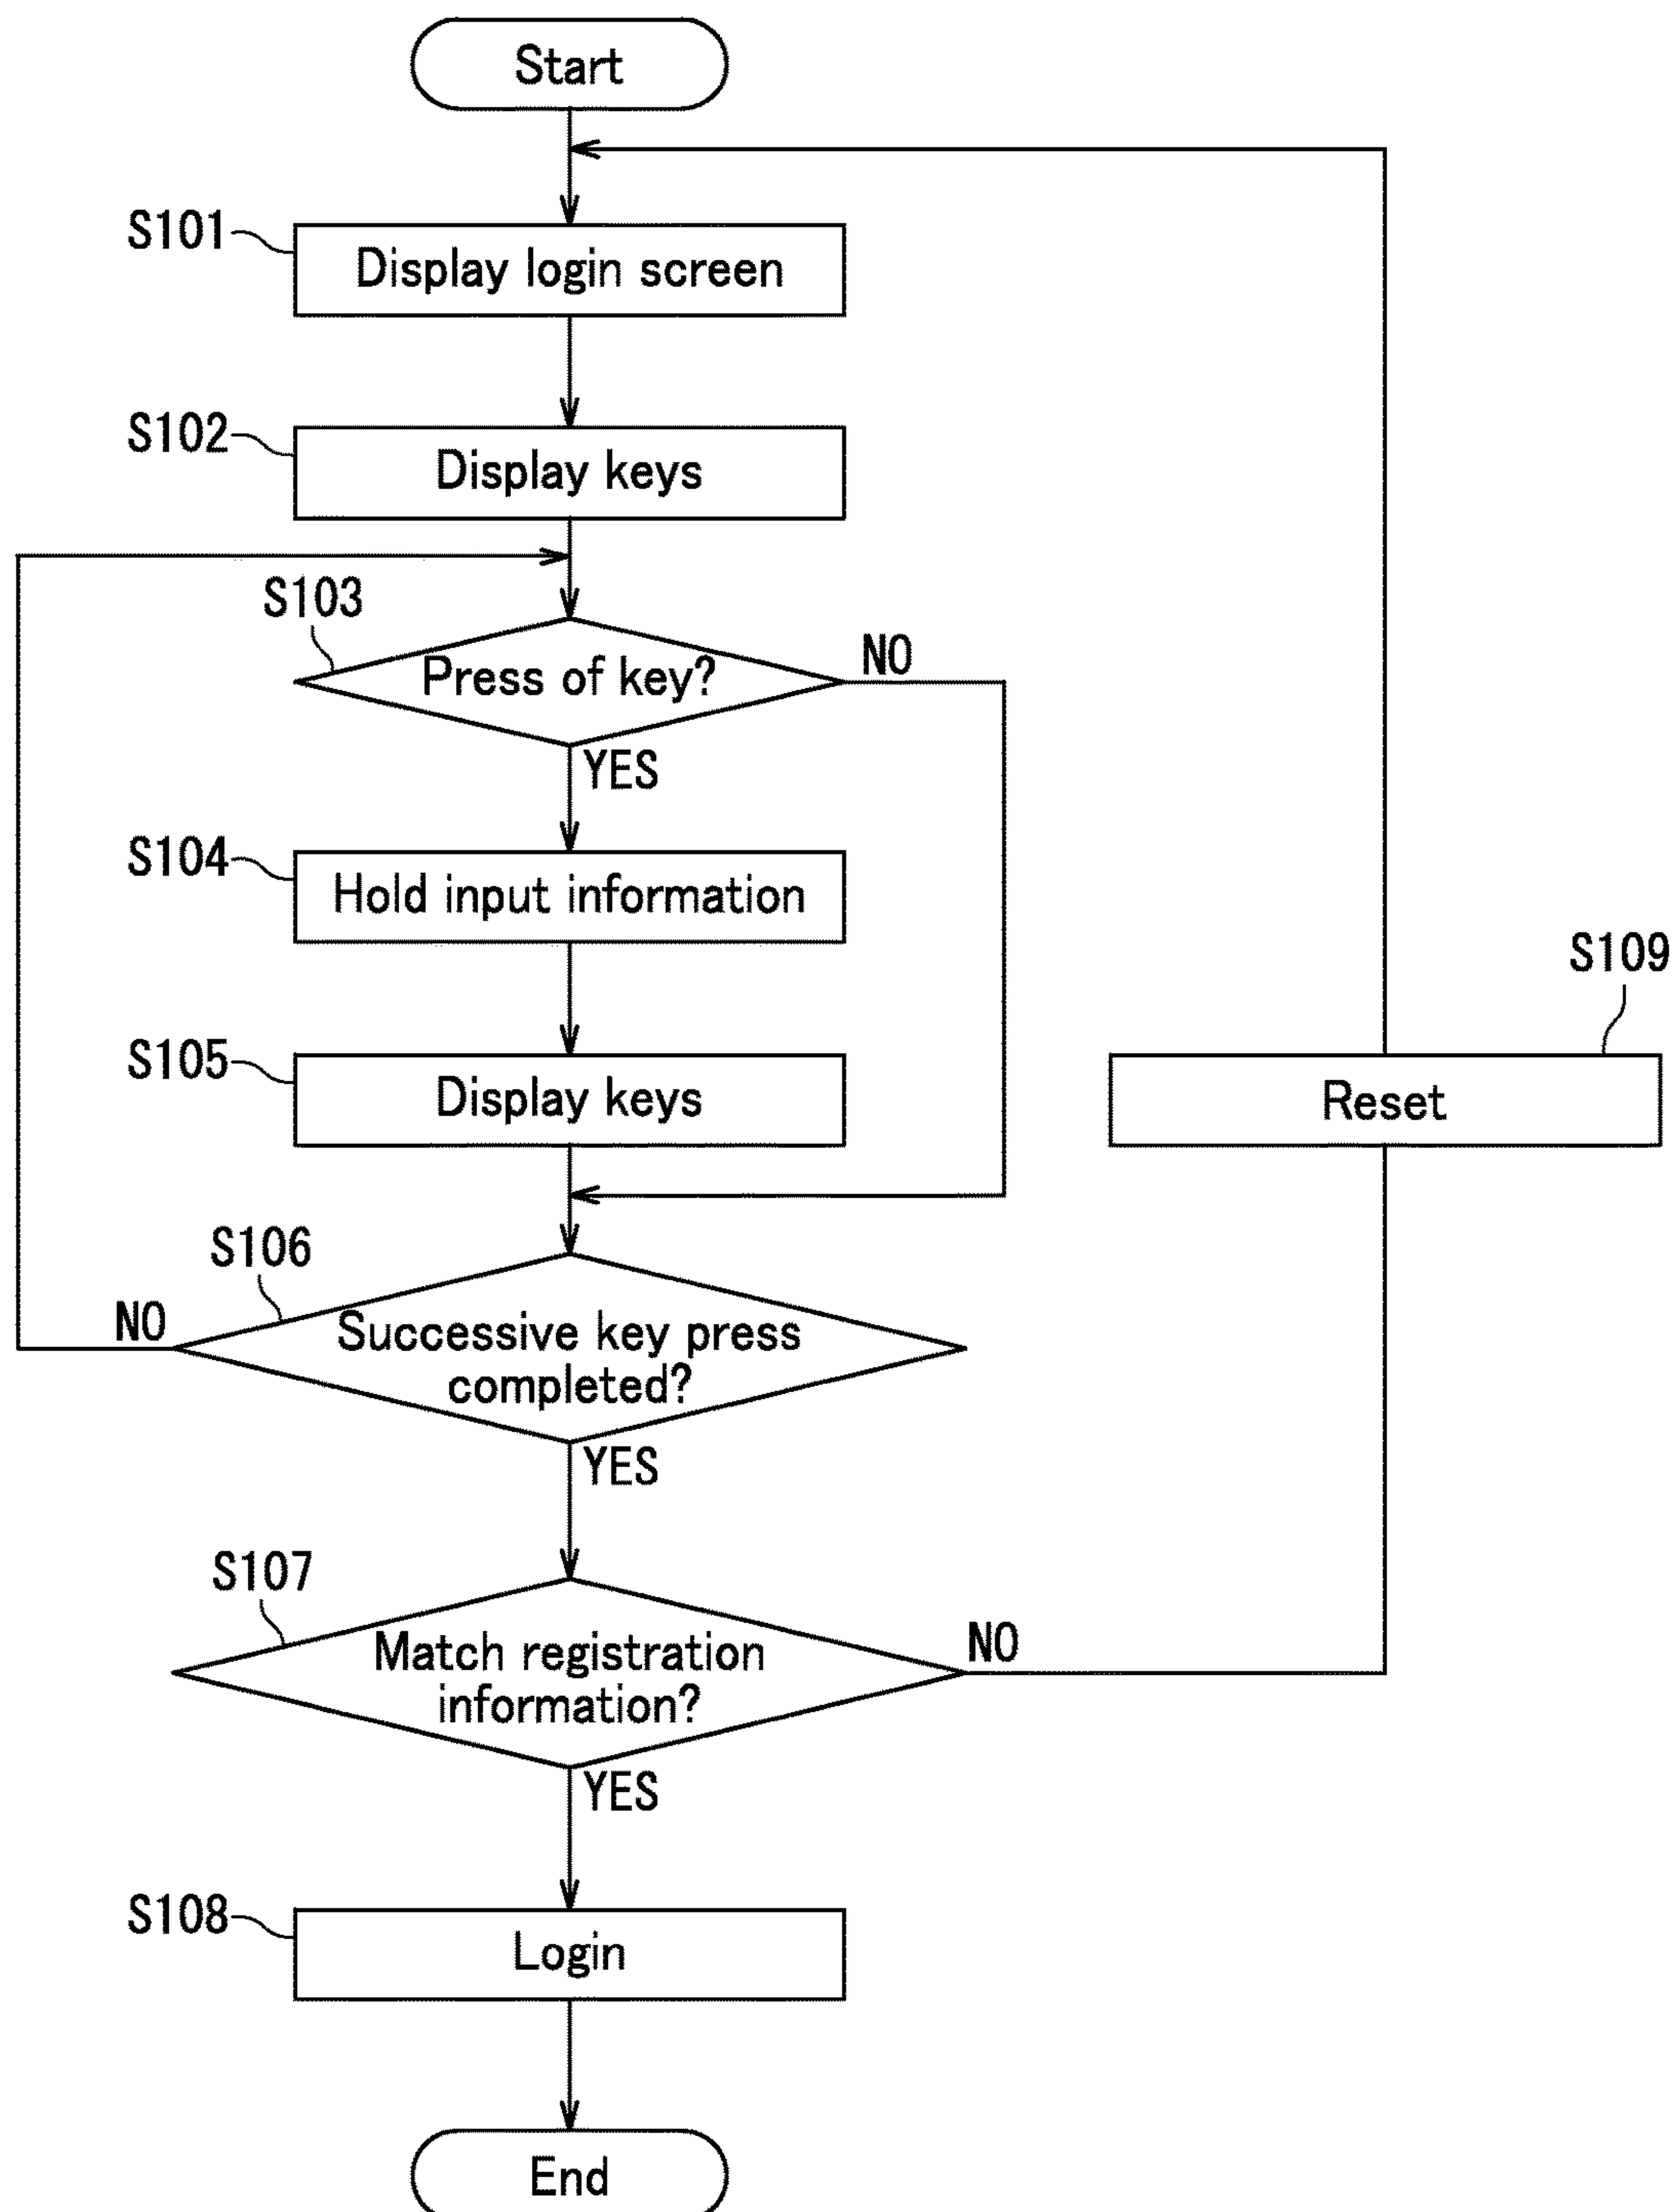 Start
S101
Display login screen
S102
Display keys
S103
Press of key?
NO
YES
S104
Hold input information
S109
S105
Display keys
Reset
S106
NO
Successive key press
completed?
YES
S107
Match registration
information?
NO
YES
S108
Login
End